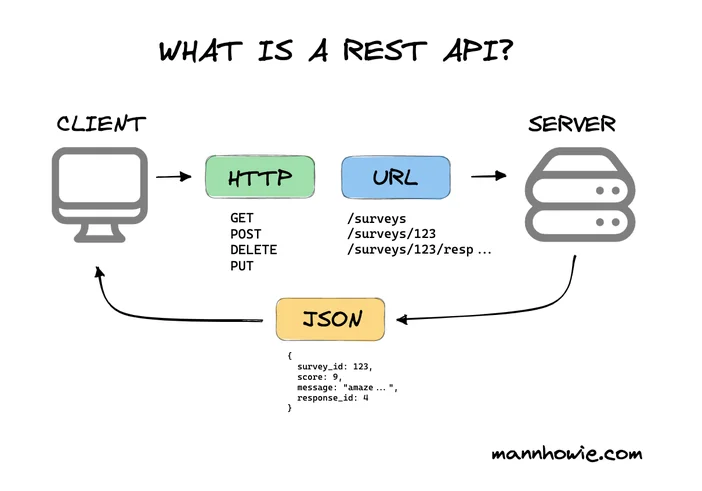 WHAT IS A REST API?
CLIENT
SERVER
HTTP
URL
GET
POST
DELETE
PUT
/surveys
/surveys/123
/surveys/123/resp...
JSON
{
survey_id: 123,
score: 9,
message: "amaze...",
response_id: 4
}
mannhowie.com